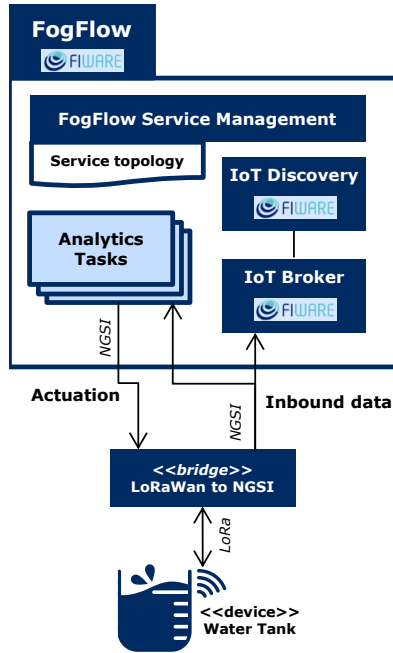 FogFlow
FIWARE
FogFlow Service Management
Service topology
IoT Discovery
FIWARE
Analytics
Tasks
IoT Broker
FIWARE
NGSI
Actuation
NGSI
Inbound data
<<bridge>>
LoRaWan to NGSI
LoRa
<<device>>
Water Tank